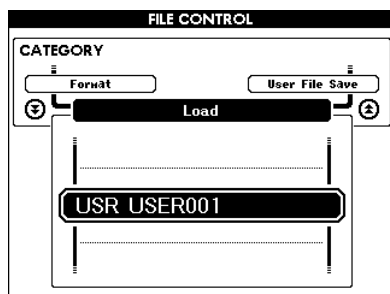 FILE CONTROL
CATEGORY
Format
User File Save
Load
USR USER001